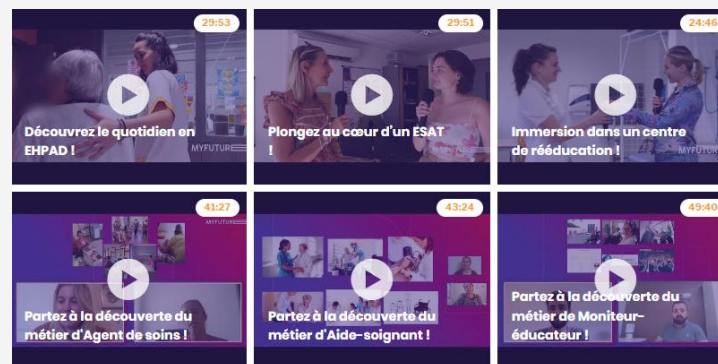 29:53
Découvrez le quotidien en
EHPAD !
MYFUTURE
29:51
Plongez au cœur d'un ESAT
!
24:46
Immersion dans un centre
de rééducation !
MYFUTURE
41:27
MYFUTURE
Partez à la découverte du
métier d'Agent de soins !
43:24
Partez à la découverte du
métier d'Aide-soignant !
49:40
Partez à la découverte du
métier de Moniteur-
éducateur !